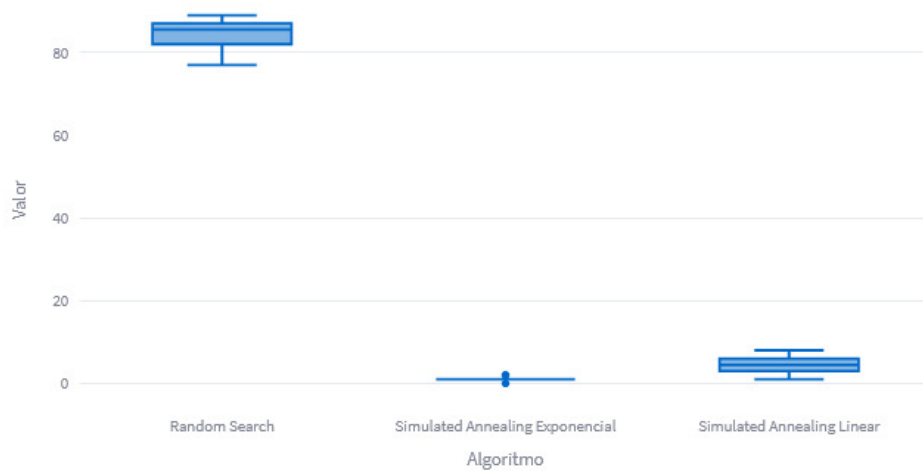 80
60
40
20
0
Valor
Random Search
Simulated Annealing Exponencial
Simulated Annealing Linear
Algoritmo